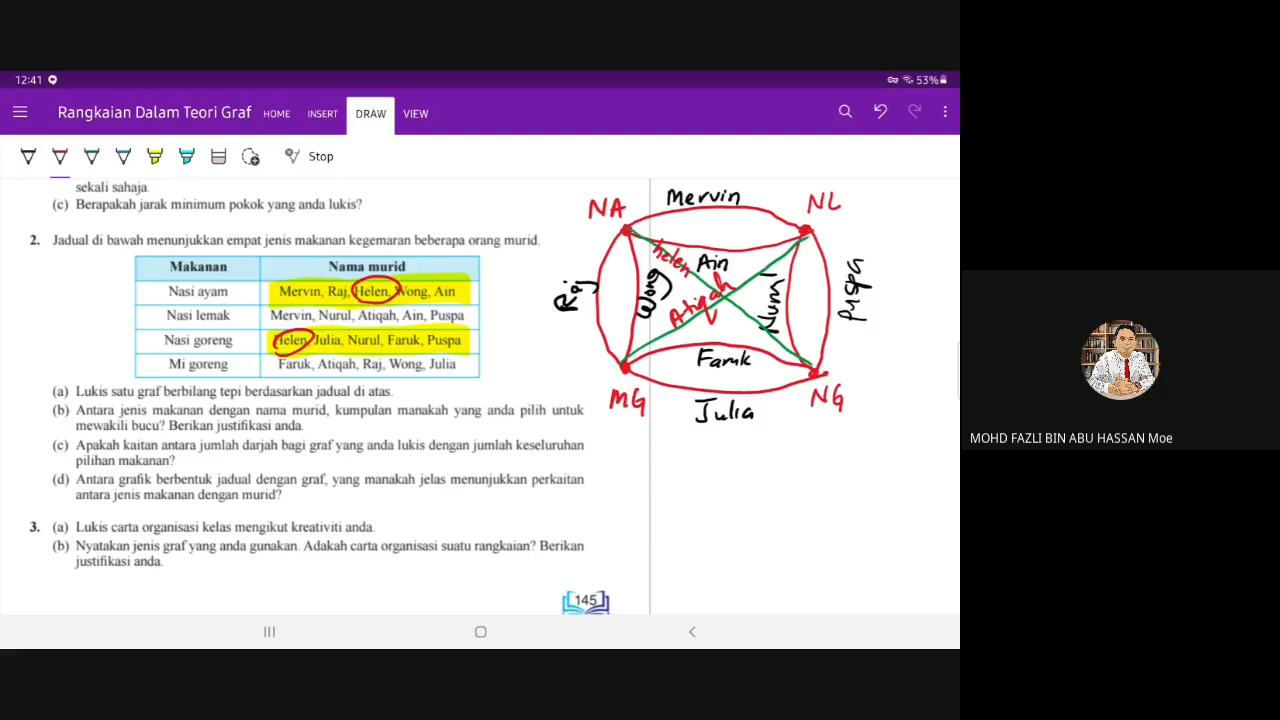 12:41
53%
Rangkaian Dalam Teori Graf HOME INSERT DRAW VIEW
Stop
sekali sahaja.
(c) Berapakah jarak minimum pokok yang anda lukis?
2. Jadual di bawah menunjukkan empat jenis makanan kegemaran beberapa orang murid.
Makanan Nama murid
Nasi ayam Mervin, Raj, Helen, Wong, Ain
Nasi lemak Mervin, Nurul, Atiqah, Ain, Puspa
Nasi goreng Helen, Julia, Nurul, Faruk, Puspa
Mi goreng Faruk, Atiqah, Raj, Wong, Julia
(a) Lukis satu graf berbilang tepi berdasarkan jadual di atas.
(b) Antara jenis makanan dengan nama murid, kumpulan manakah yang anda pilih untuk
mewakili bucu? Berikan justifikasi anda.
(c) Apakah kaitan antara jumlah darjah bagi graf yang anda lukis dengan jumlah keseluruhan
pilihan makanan?
(d) Antara grafik berbentuk jadual dengan graf, yang manakah jelas menunjukkan perkaitan
antara jenis makanan dengan murid?
3. (a) Lukis carta organisasi kelas mengikut kreativiti anda.
(b) Nyatakan jenis graf yang anda gunakan. Adakah carta organisasi suatu rangkaian? Berikan
justifikasi anda.
145
Mervin
NA
NL
helen
Ain
Raj
Wong
Atiqah
Nurul
Puspa
Faruk
MG
Julia
NG
MOHD FAZLI BIN ABU HASSAN Moe